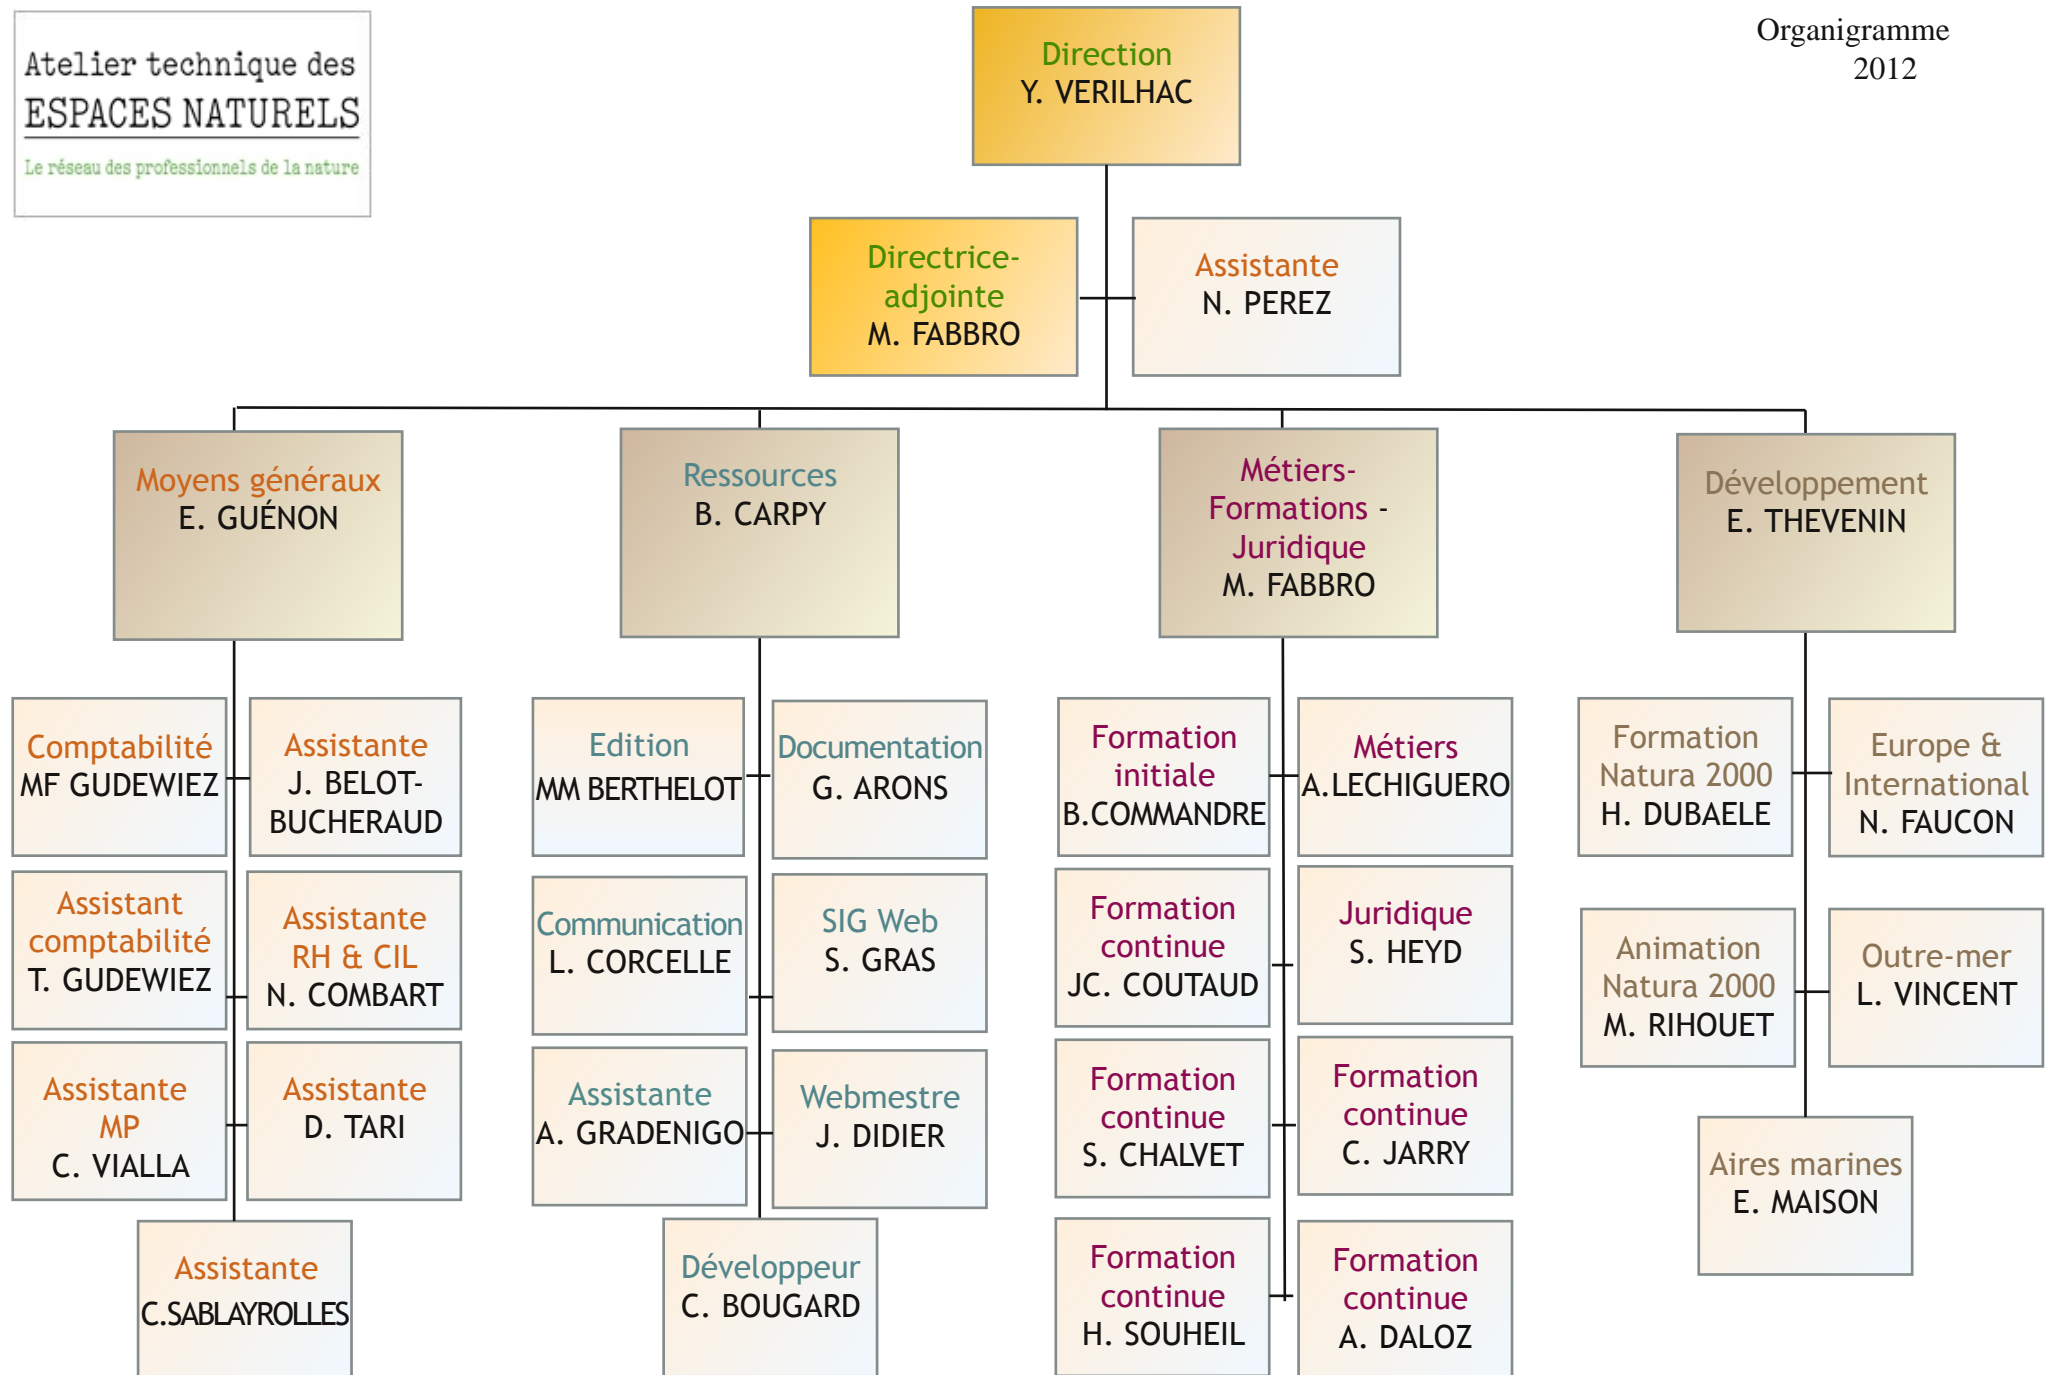 Atelier technique des
ESPACES NATURELS
Le réseau des professionnels de la nature
Organigramme
2012
Direction
Y. VERILHAC
Directrice-
adjointe
M. FABBRO
Assistante
N. PEREZ
Moyens généraux
E. GUÉNON
Ressources
B. CARPY
Métiers-
Formations -
Juridique
M. FABBRO
Développement
E. THEVENIN
Comptabilité
MF GUDEWIEZ
Assistante
J. BELOT-
BUCHERAUD
Assistant
comptabilité
T. GUDEWIEZ
Assistante
RH & CIL
N. COMBART
Assistante
MP
C. VIALLA
Assistante
D. TARI
Assistante
C.SABLAYROLLES
Edition
MM BERTHELOT
Documentation
G. ARONS
Communication
L. CORCELLE
SIG Web
S. GRAS
Assistante
A. GRADENIGO
Webmestre
J. DIDIER
Développeur
C. BOUGARD
Formation
initiale
B.COMMANDRE
Métiers
A.LECHIGUERO
Formation
continue
JC. COUTAUD
Juridique
S. HEYD
Formation
continue
S. CHALVET
Formation
continue
C. JARRY
Formation
continue
H. SOUHEIL
Formation
continue
A. DALOZ
Formation
Natura 2000
H. DUBAELE
Europe &
International
N. FAUCON
Animation
Natura 2000
M. RIHOUET
Outre-mer
L. VINCENT
Aires marines
E. MAISON